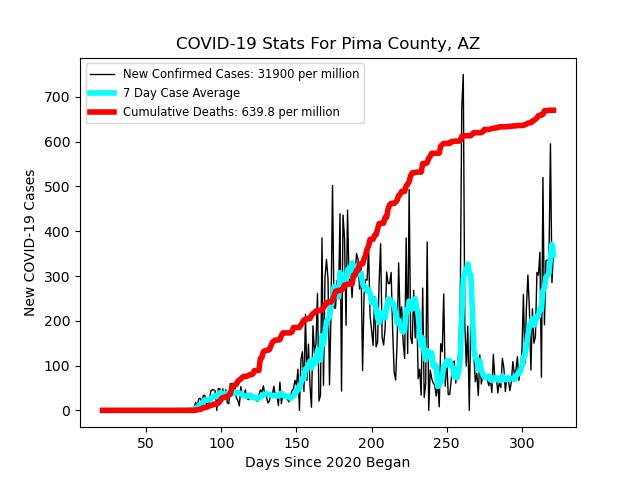 COVID-19 Stats For Pima County, AZ
New Confirmed Cases: 31900 per million
7 Day Case Average
Cumulative Deaths: 639.8 per million
New COVID-19 Cases
700
600
500
400
300
200
100
0
50 100 150 200 250 300
Days Since 2020 Began